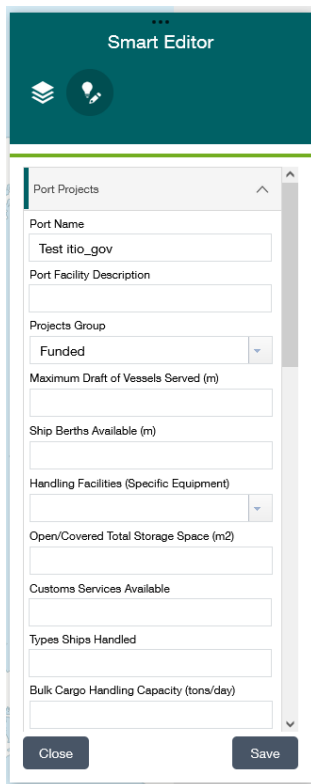 Smart Editor
Port Projects
Port Name
Test itio_gov
Port Facility Description
Projects Group
Funded
Maximum Draft of Vessels Served (m)
Ship Berths Available (m)
Handling Facilities (Specific Equipment)
Open/Covered Total Storage Space (m2)
Customs Services Available
Types Ships Handled
Bulk Cargo Handling Capacity (tons/day)
Close
Save